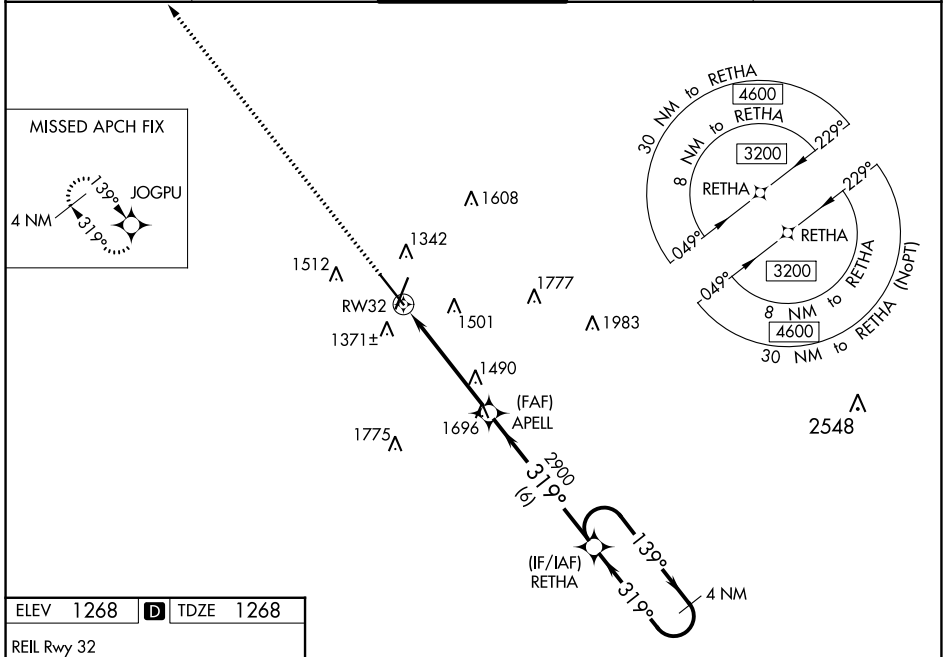 MISSED APCH FIX
JOGPU
139°
319°
4 NM
1608
1342
1512
RW32
1371±
1501
1777
1983
1490
(FAF)
APELL
1696
1775
2548
2900
319°
(6)
(IF/IAF)
RETHA
139°
319°
4 NM
30 NM to RETHA
4600
8 NM to RETHA
3200
229°
RETHA
049°
229°
RETHA
049°
3200
8 NM to RETHA
4600
30 NM to RETHA (NoPT)
ELEV 1268 D TDZE 1268
REIL Rwy 32